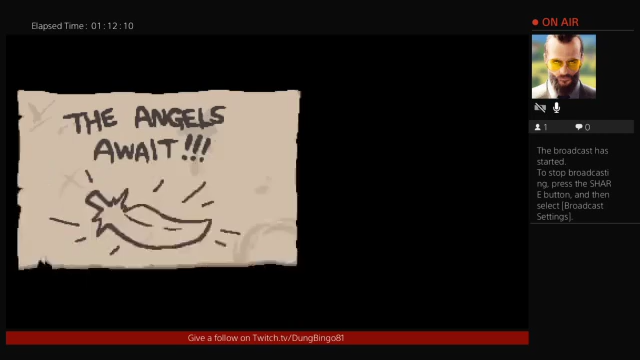 Elapsed Time : 01 : 12 : 10
ON AIR
THE ANGELS
AWAIT!!!
1
0
The broadcast has
started.
To stop broadcasti
ng, press the SHAR
E button, and then
select [Broadcast
Settings].
Give a follow on Twitch.tv/DungBingo81